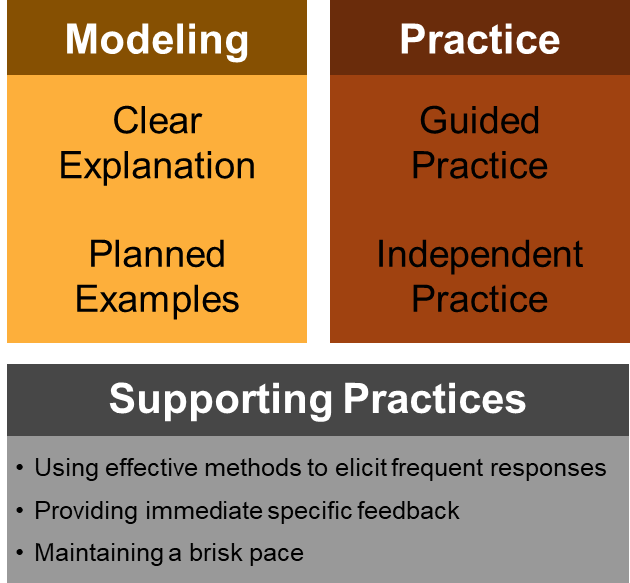 Modeling
Clear
Explanation
Planned
Examples
Practice
Guided
Practice
Independent
Practice
Supporting Practices
• Using effective methods to elicit frequent responses
• Providing immediate specific feedback
• Maintaining a brisk pace